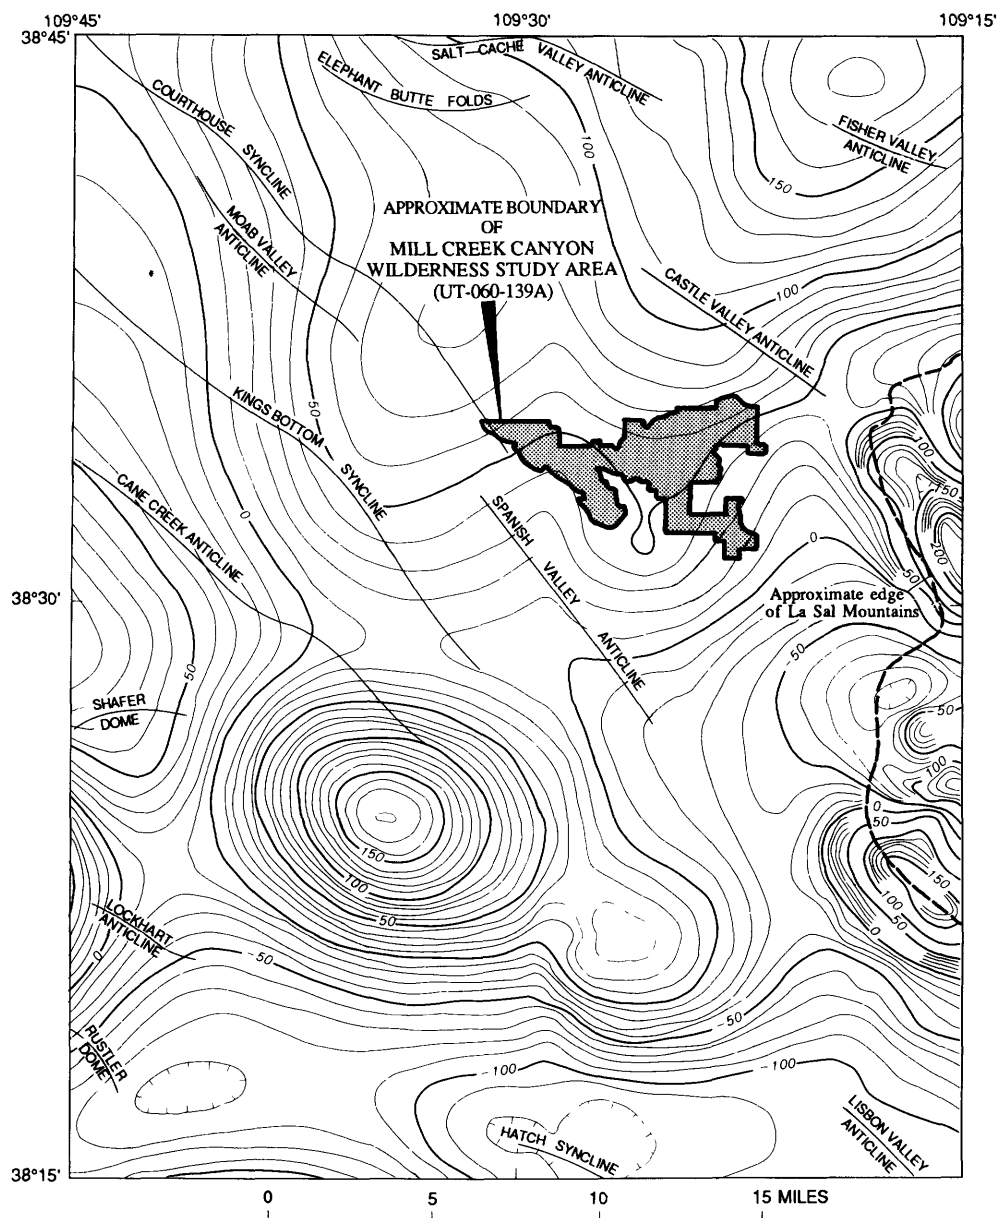 109°45'
109°30'
109°15'
38°45'
SALT—CACHE VALLEY ANTICLINE
ELEPHANT BUTTE FOLDS
COURTHOUSE SYNCLINE
100
FISHER VALLEY
ANTICLINE
150
MOAB VALLEY
ANTICLINE
APPROXIMATE BOUNDARY
OF
MILL CREEK CANYON
WILDERNESS STUDY AREA
(UT-060-139A)
CASTLE VALLEY ANTICLINE
100
50
KINGS BOTTOM SYNCLINE
CANE CREEK ANTICLINE
0
SPANISH VALLEY ANTICLINE
100
150
200
50
0
38°30'
Approximate edge
of La Sal Mountains
-50
50
SHAFER
DOME
-50
-100
0
50
150
100
50
150
100
50
0
LOCKHART
ANTICLINE
0
-50
-50
RUSTLER
DOME
-100
-100
HATCH SYNCLINE
LISBON VALLEY
ANTICLINE
38°15'
0 5 10 15 MILES